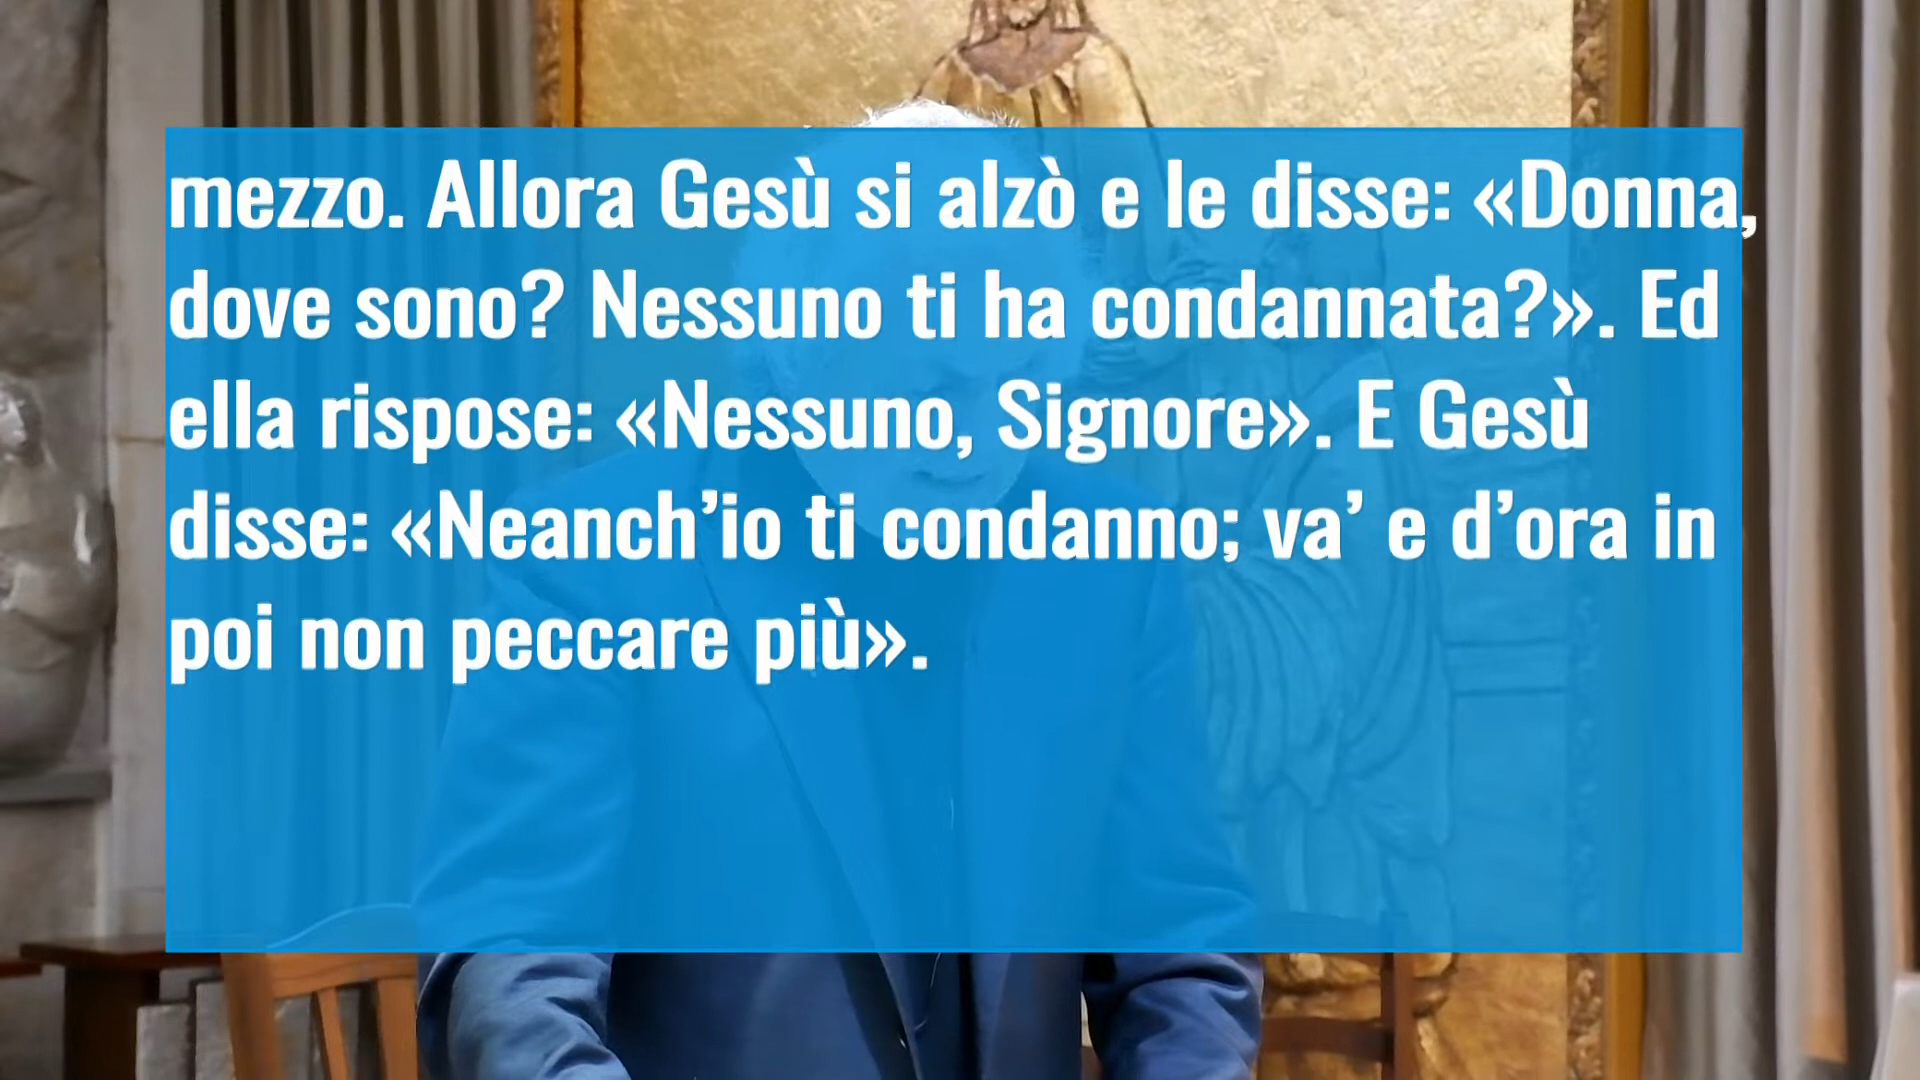 mezzo. Allora Gesù si alzò e le disse: «Donna,
dove sono? Nessuno ti ha condannata?». Ed
ella rispose: «Nessuno, Signore». E Gesù
disse: «Neanch’io ti condanno; va’ e d’ora in
poi non peccare più».